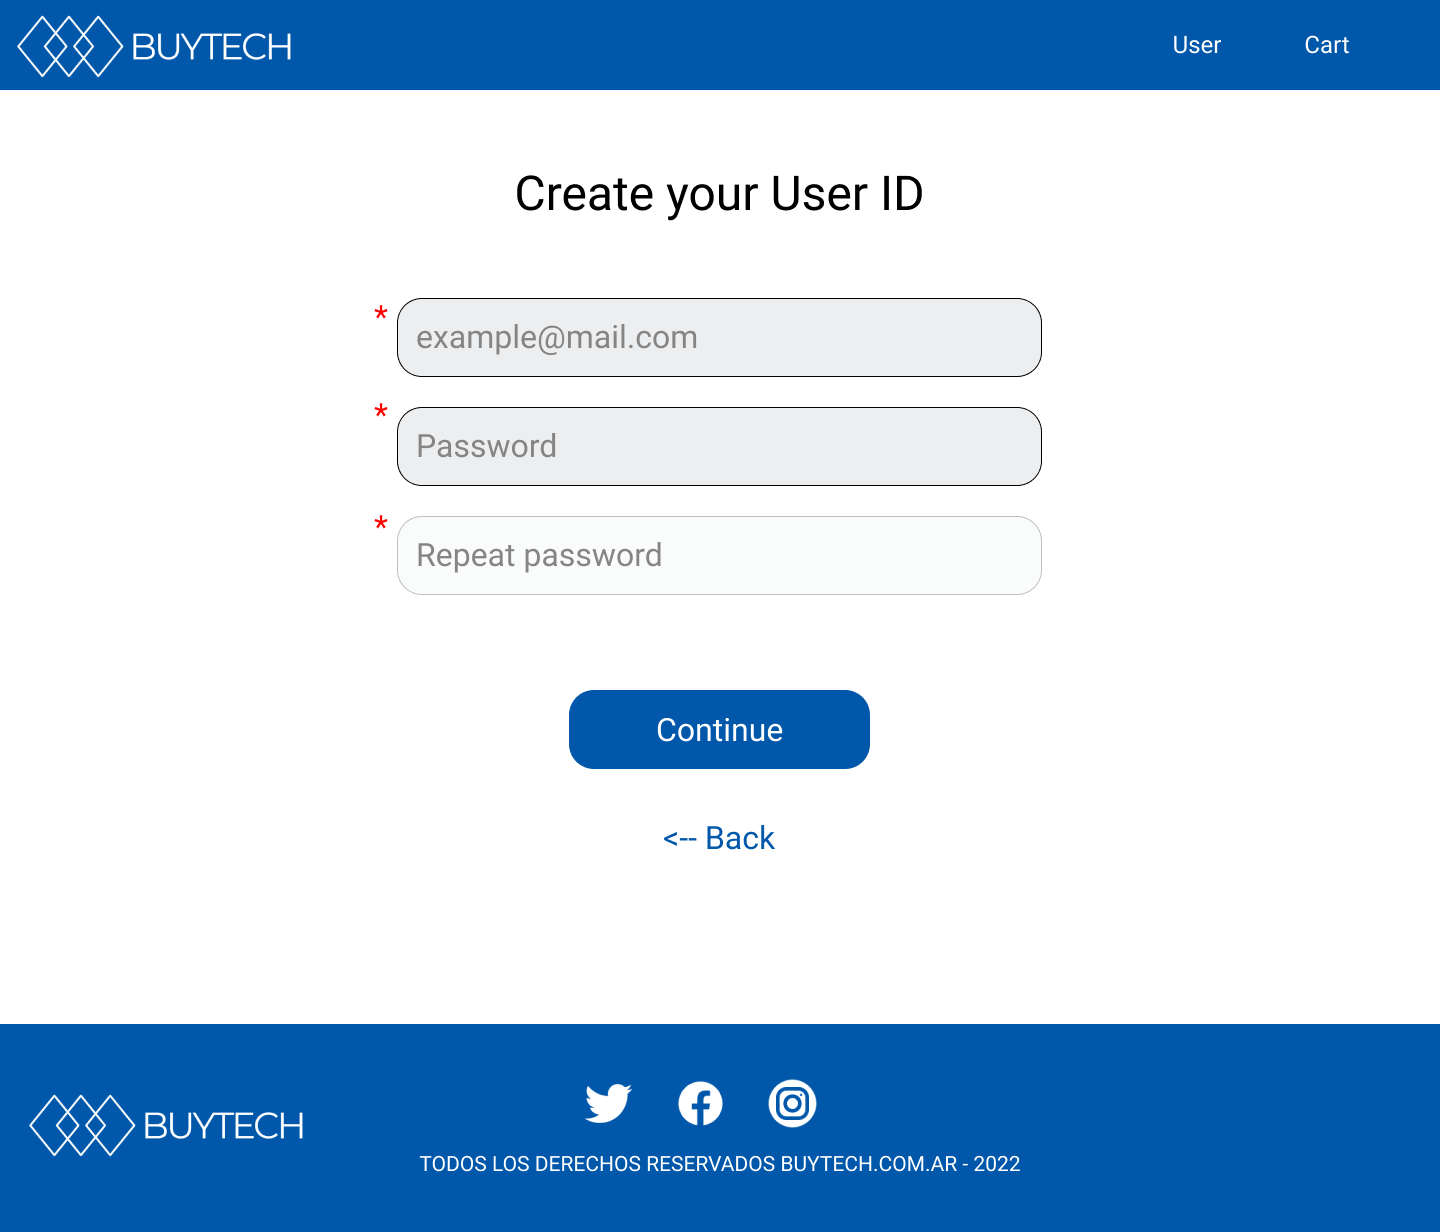 BUYTECH
User
Cart
Create your User ID
* example@mail.com
* Password
* Repeat password
Continue
<-- Back
BUYTECH
TODOS LOS DERECHOS RESERVADOS BUYTECH.COM.AR - 2022